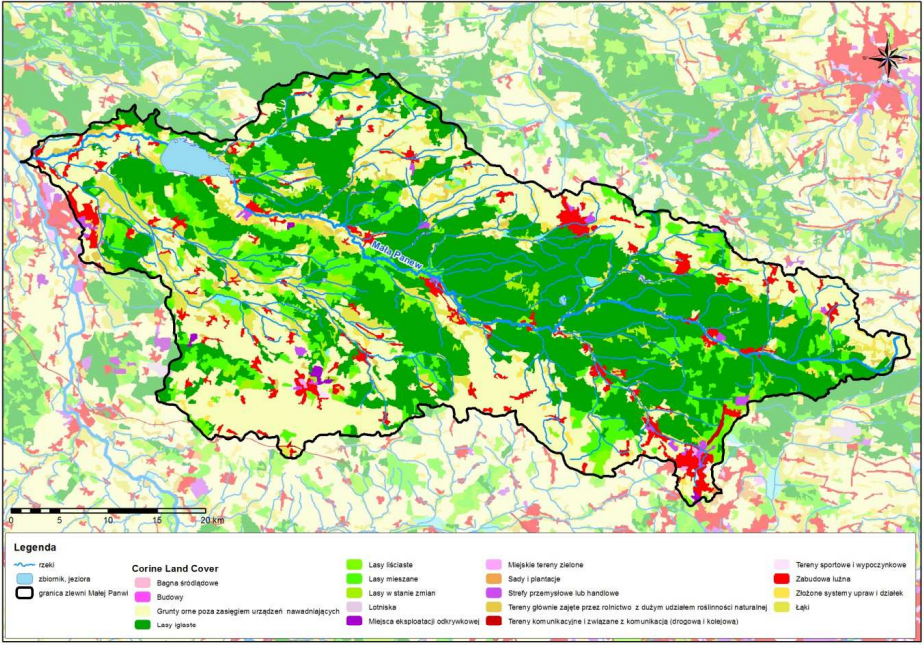 Mała Panew
0 5 10 15 20 km
Legenda
rzeki
zbiornik, jeziora
granica zlewni Małej Panwi
Corine Land Cover
Bagna śródlądowe
Budowy
Grunty orne poza zasięgiem urządzeń nawadniających
Lasy iglaste
Lasy liściaste
Lasy mieszane
Lasy w stanie zmian
Lotniska
Miejsca eksploatacji odkrywkowej
Miejskie tereny zielone
Sady i plantacje
Strefy przemysłowe lub handlowe
Tereny głównie zajęte przez rolnictwo z dużym udziałem roślinności naturalnej
Tereny komunikacyjne i związane z komunikacją (drogową i kolejową)
Tereny sportowe i wypoczynkowe
Zabudowa luźna
Złożone systemy upraw i działek
Łąki